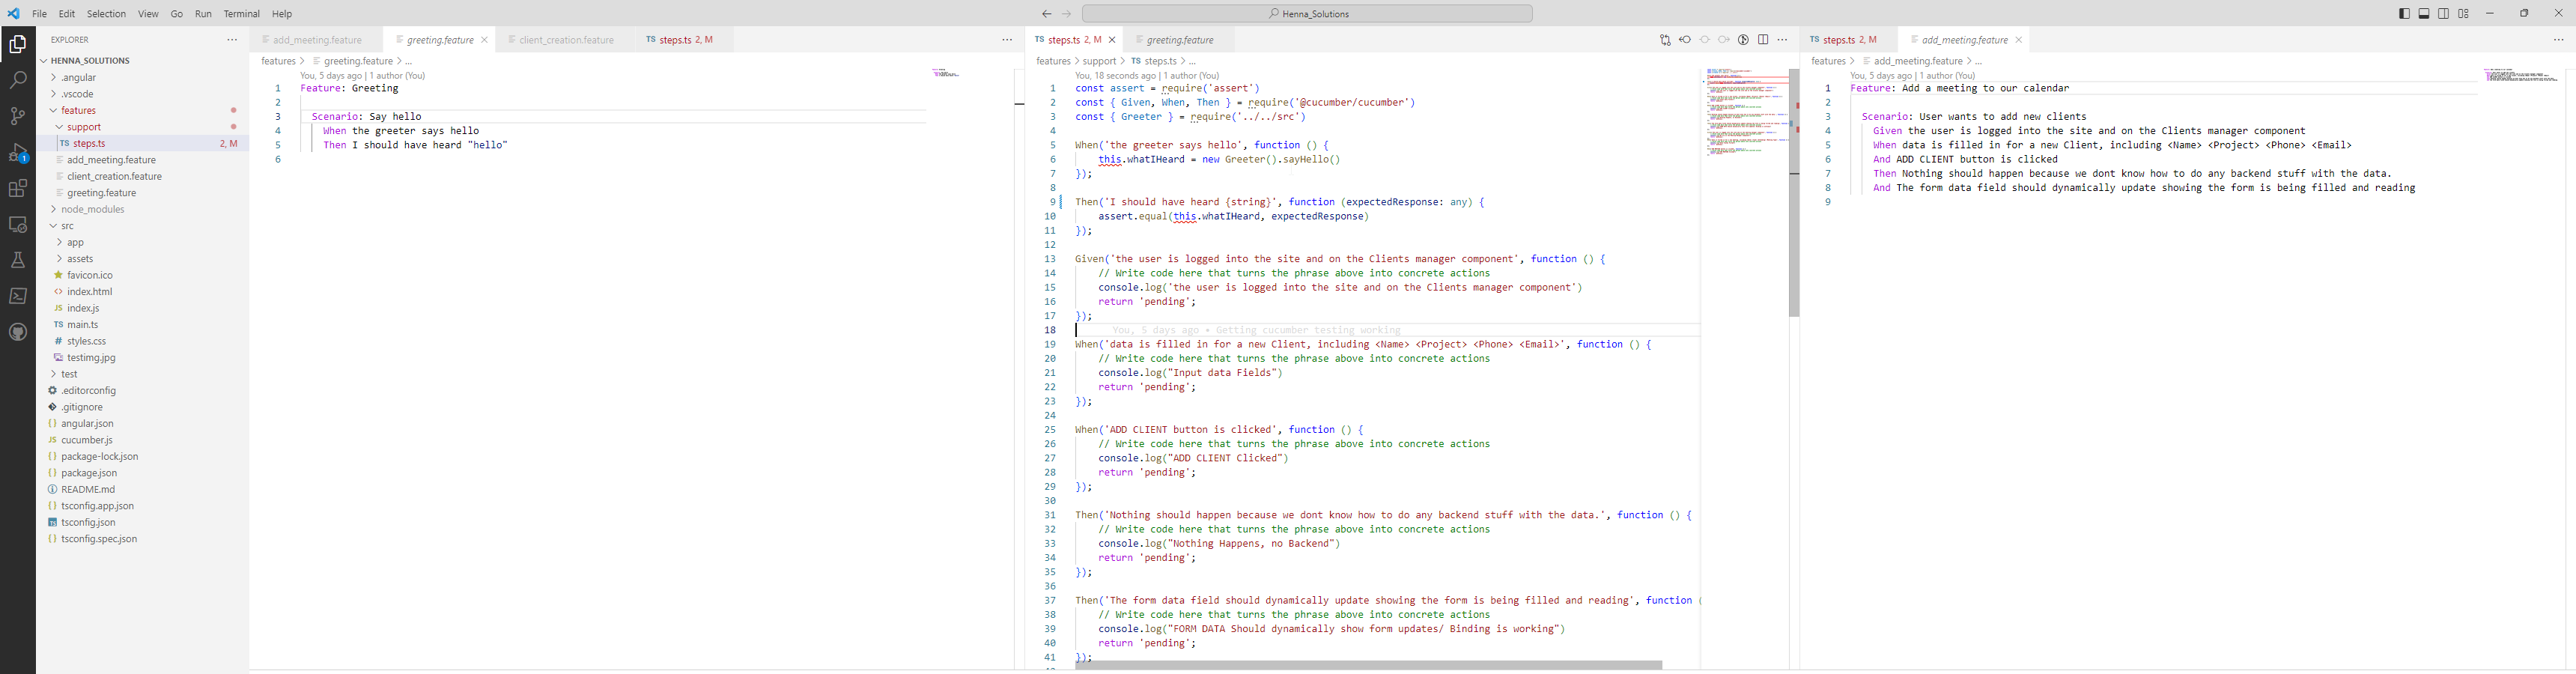 File Edit Selection View Go Run Terminal Help
Henna_Solutions
EXPLORER
HENNA_SOLUTIONS
.angular
.vscode
features
support
TS steps.ts 2, M
add_meeting.feature
client_creation.feature
greeting.feature
node_modules
src
app
assets
favicon.ico
index.html
JS index.js
TS main.ts
# styles.css
testimg.jpg
test
.editorconfig
.gitignore
{} angular.json
JS cucumber.js
{} package-lock.json
{} package.json
README.md
{} tsconfig.app.json
tsconfig.json
{} tsconfig.spec.json
1
add_meeting.feature greeting.feature client_creation.feature TS steps.ts 2, M
features > greeting.feature > ...
You, 5 days ago | 1 author (You)
1 Feature: Greeting
2
3 Scenario: Say hello
4 When the greeter says hello
5 Then I should have heard "hello"
6
TS steps.ts 2, M greeting.feature
features > support > TS steps.ts > ...
You, 18 seconds ago | 1 author (You)
1 const assert = require('assert')
2 const { Given, When, Then } = require('@cucumber/cucumber')
3 const { Greeter } = require('../../src')
4
5 When('the greeter says hello', function () {
6 this.whatIHeard = new Greeter().sayHello()
7 });
8
9 Then('I should have heard {string}', function (expectedResponse: any) {
10 assert.equal(this.whatIHeard, expectedResponse)
11 });
12
13 Given('the user is logged into the site and on the Clients manager component', function () {
14 // Write code here that turns the phrase above into concrete actions
15 console.log('the user is logged into the site and on the Clients manager component')
16 return 'pending';
17 });
18 You, 5 days ago • Getting cucumber testing working
19 When('data is filled in for a new Client, including <Name> <Project> <Phone> <Email>', function () {
20 // Write code here that turns the phrase above into concrete actions
21 console.log("Input data Fields")
22 return 'pending';
23 });
24
25 When('ADD CLIENT button is clicked', function () {
26 // Write code here that turns the phrase above into concrete actions
27 console.log("ADD CLIENT Clicked")
28 return 'pending';
29 });
30
31 Then('Nothing should happen because we dont know how to do any backend stuff with the data.', function () {
32 // Write code here that turns the phrase above into concrete actions
33 console.log("Nothing Happens, no Backend")
34 return 'pending';
35 });
36
37 Then('The form data field should dynamically update showing the form is being filled and reading', function (
38 // Write code here that turns the phrase above into concrete actions
39 console.log("FORM DATA Should dynamically show form updates/ Binding is working")
40 return 'pending';
41 });
TS steps.ts 2, M add_meeting.feature
features > add_meeting.feature > ...
You, 5 days ago | 1 author (You)
1 Feature: Add a meeting to our calendar
2
3 Scenario: User wants to add new clients
4 Given the user is logged into the site and on the Clients manager component
5 When data is filled in for a new Client, including <Name> <Project> <Phone> <Email>
6 And ADD CLIENT button is clicked
7 Then Nothing should happen because we dont know how to do any backend stuff with the data.
8 And The form data field should dynamically update showing the form is being filled and reading
9